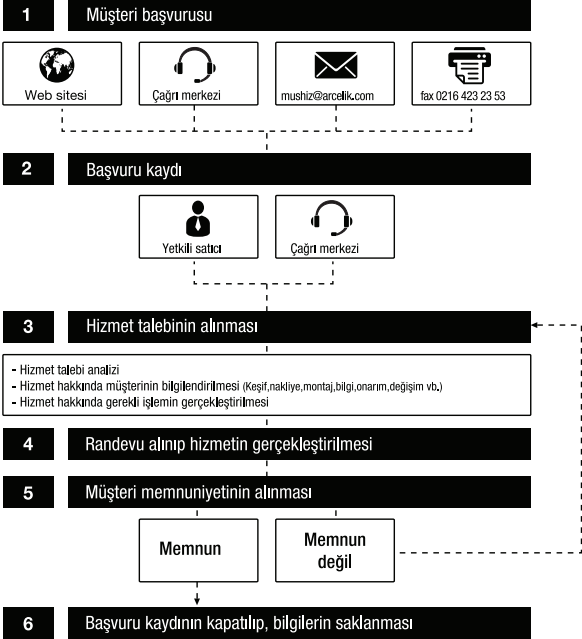 1 Müşteri başvurusu
Web sitesi
Çağrı merkezi
mushiz@arcelik.com
fax 0216 423 23 53
2 Başvuru kaydı
Yetkili satıcı
Çağrı merkezi
3 Hizmet talebinin alınması
- Hizmet talebi analizi
- Hizmet hakkında müşterinin bilgilendirilmesi (Keşif,nakliye,montaj,bilgi,onarım,değişim vb.)
- Hizmet hakkında gerekli işlemin gerçekleştirilmesi
4 Randevu alınıp hizmetin gerçekleştirilmesi
5 Müşteri memnuniyetinin alınması
Memnun
Memnun
değil
6 Başvuru kaydının kapatılıp, bilgilerin saklanması